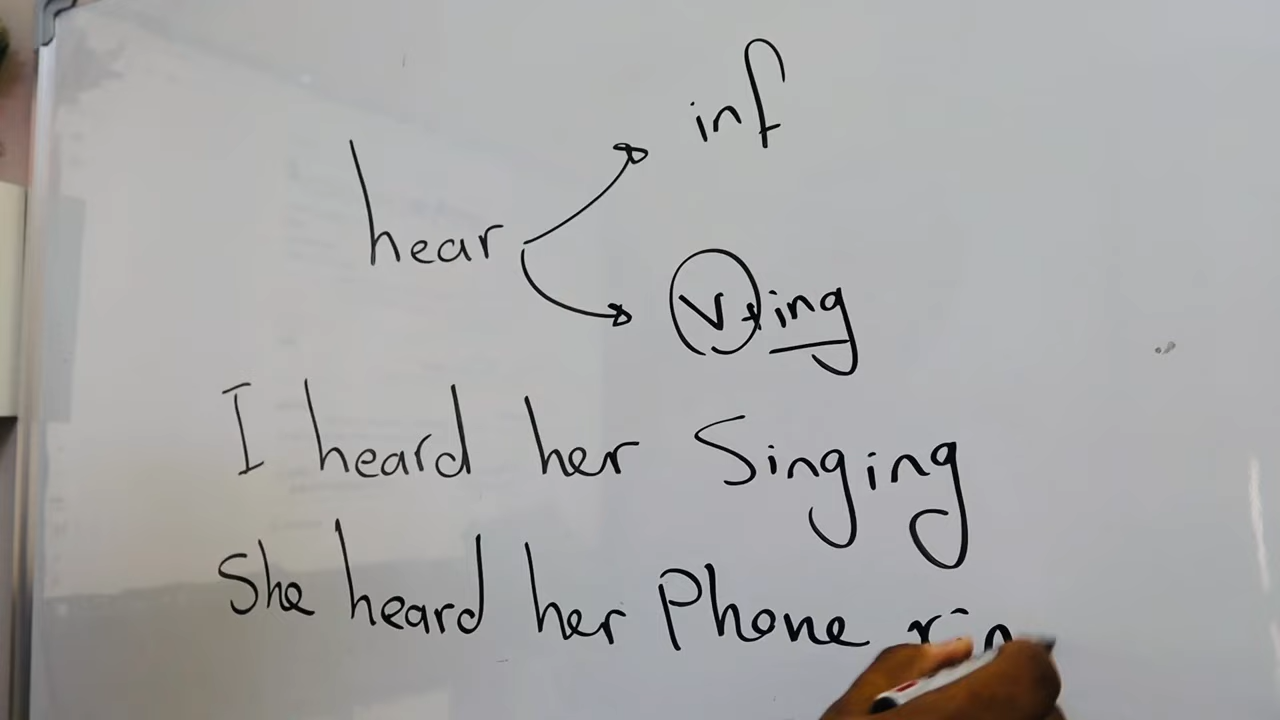 inf
hear
V+ing
I heard her Singing
She heard her Phone